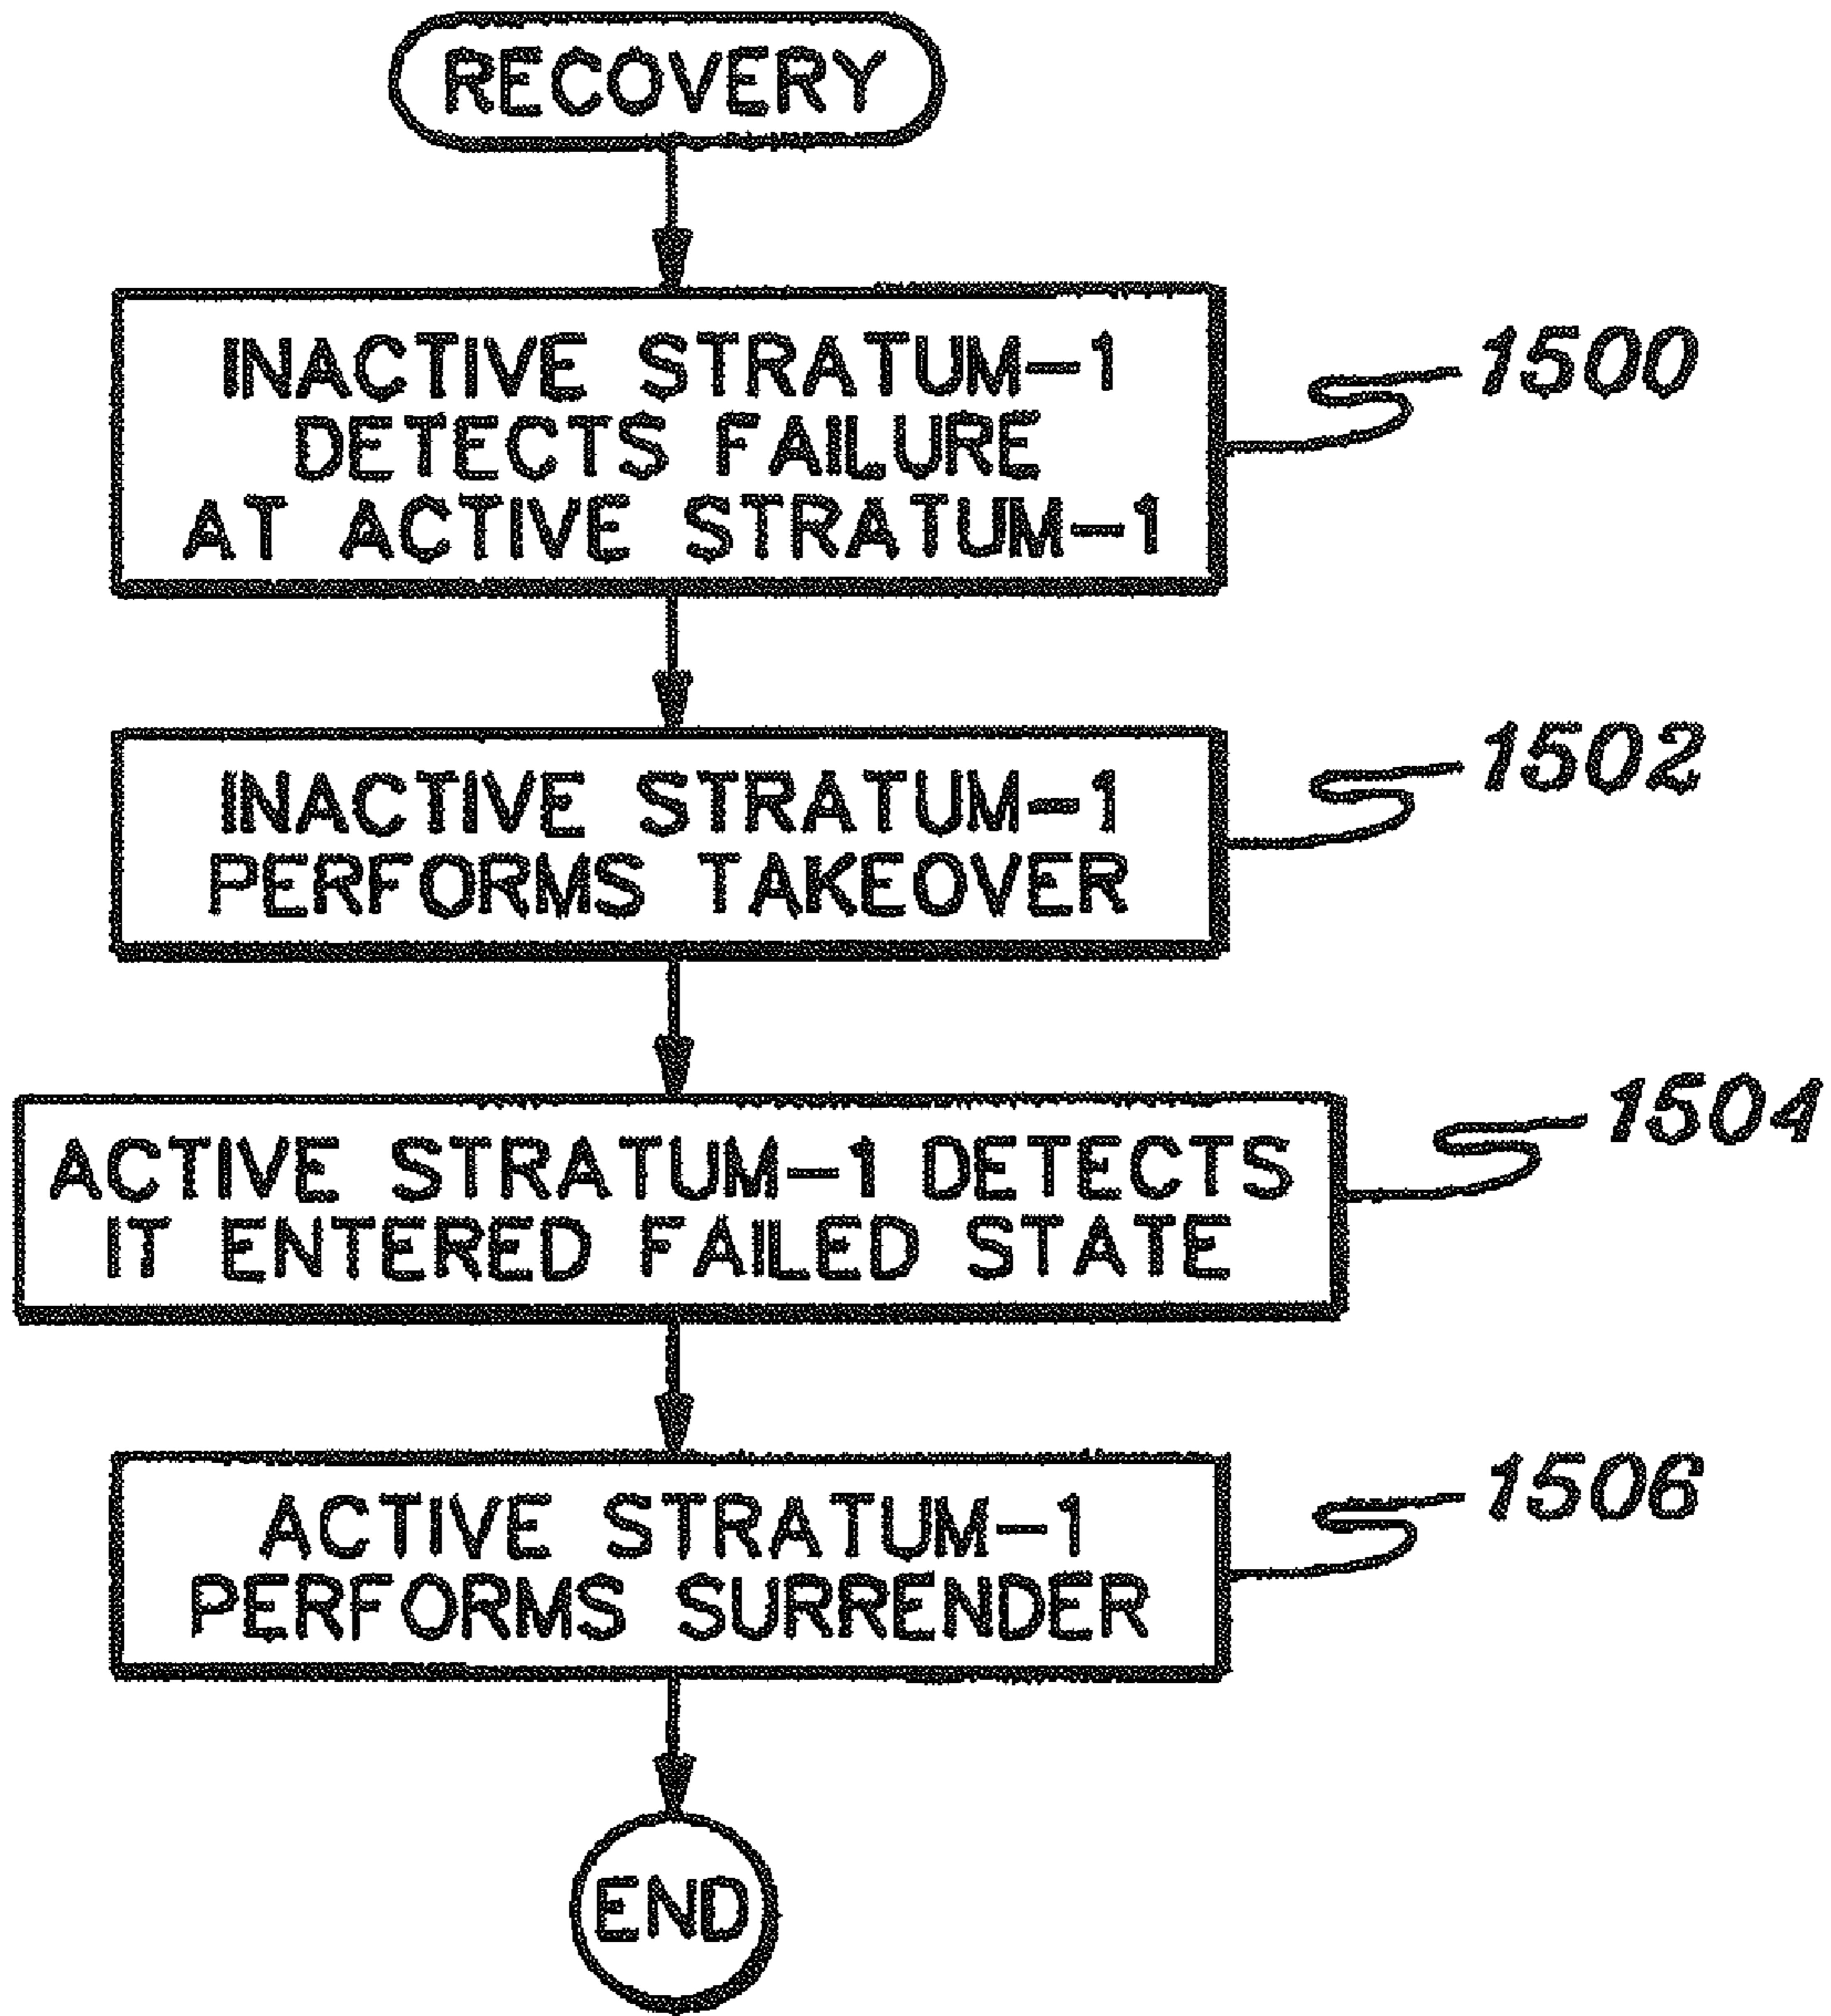 RECOVERY
INACTIVE STRATUM-1
DETECTS FAILURE
AT ACTIVE STRATUM-1
1500
INACTIVE STRATUM-1
PERFORMS TAKEOVER
1502
ACTIVE STRATUM-1 DETECTS
IT ENTERED FAILED STATE
1504
ACTIVE STRATUM-1
PERFORMS SURRENDER
1506
END